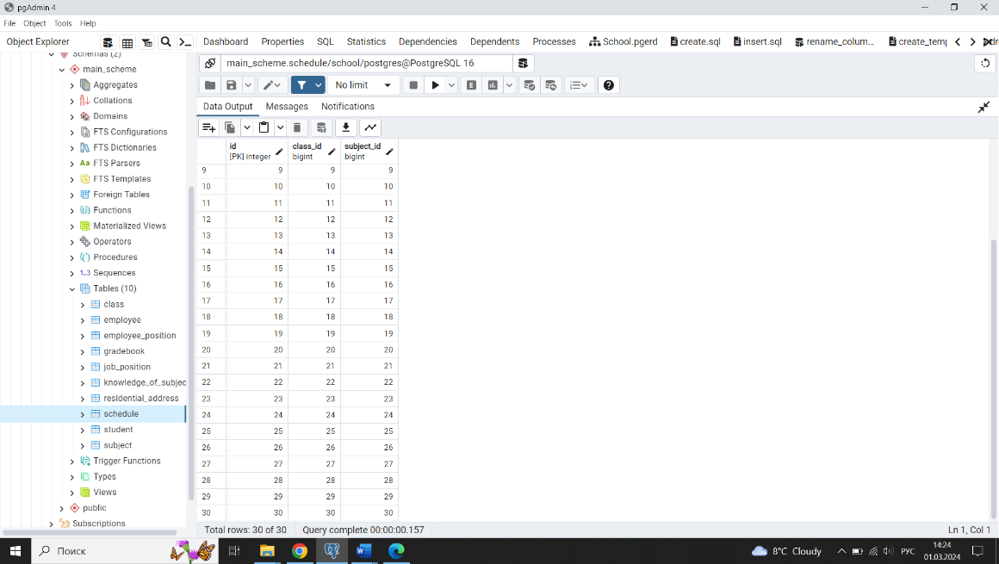 pgAdmin 4
File Object Tools Help
Object Explorer
Dashboard Properties SQL Statistics Dependencies Dependents Processes School.pgerd create.sql insert.sql rename_colum... create_temp
Schemas (2)
main_scheme
Aggregates
Collations
Domains
FTS Configurations
FTS Dictionaries
Aa FTS Parsers
FTS Templates
Foreign Tables
Functions
Materialized Views
Operators
Procedures
1..3 Sequences
Tables (10)
class
employee
employee_position
gradebook
job_position
knowledge_of_subjec
residential_address
schedule
student
subject
Trigger Functions
Types
Views
public
Subscriptions
main_scheme.schedule/school/postgres@PostgreSQL 16
No limit
E
Data Output Messages Notifications
id class_id subject_id
[PK] integer bigint bigint
9 9 9 9
10 10 10 10
11 11 11 11
12 12 12 12
13 13 13 13
14 14 14 14
15 15 15 15
16 16 16 16
17 17 17 17
18 18 18 18
19 19 19 19
20 20 20 20
21 21 21 21
22 22 22 22
23 23 23 23
24 24 24 24
25 25 25 25
26 26 26 26
27 27 27 27
28 28 28 28
29 29 29 29
30 30 30 30
Total rows: 30 of 30 Query complete 00:00:00.157 Ln 1, Col 1
Поиск
8°C Cloudy
РУС
14:24
01.03.2024